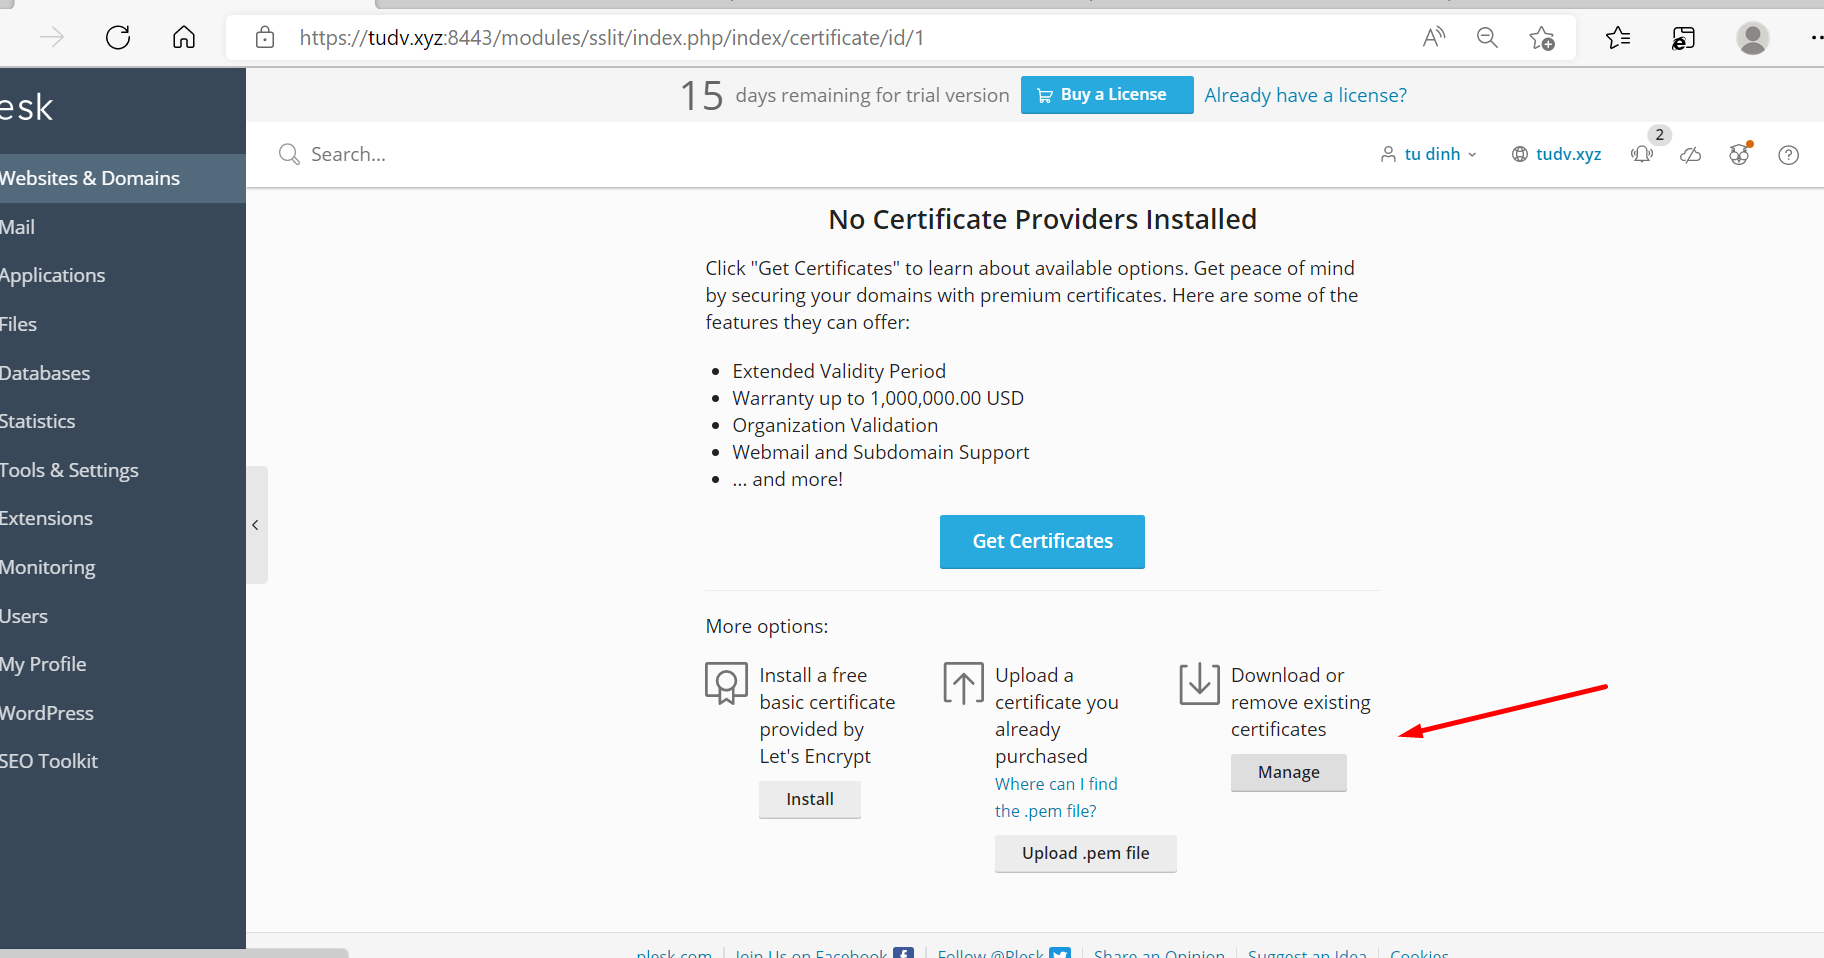 https://tudv.xyz:8443/modules/sslit/index.php/index/certificate/id/1
esk
15 days remaining for trial version Buy a License Already have a license?
Search... tu dinh tudv.xyz 2
Websites & Domains
Mail
Applications
Files
Databases
Statistics
Tools & Settings
Extensions
Monitoring
Users
My Profile
WordPress
SEO Toolkit
No Certificate Providers Installed
Click "Get Certificates" to learn about available options. Get peace of mind
by securing your domains with premium certificates. Here are some of the
features they can offer:
• Extended Validity Period
• Warranty up to 1,000,000.00 USD
• Organization Validation
• Webmail and Subdomain Support
• ... and more!
Get Certificates
More options:
Install a free
basic certificate
provided by
Let's Encrypt
Install
Upload a
certificate you
already
purchased
Where can I find
the .pem file?
Upload .pem file
Download or
remove existing
certificates
Manage
plesk.com Join Us on Facebook Follow @Plesk Share an Opinion Suggest an Idea Cookies